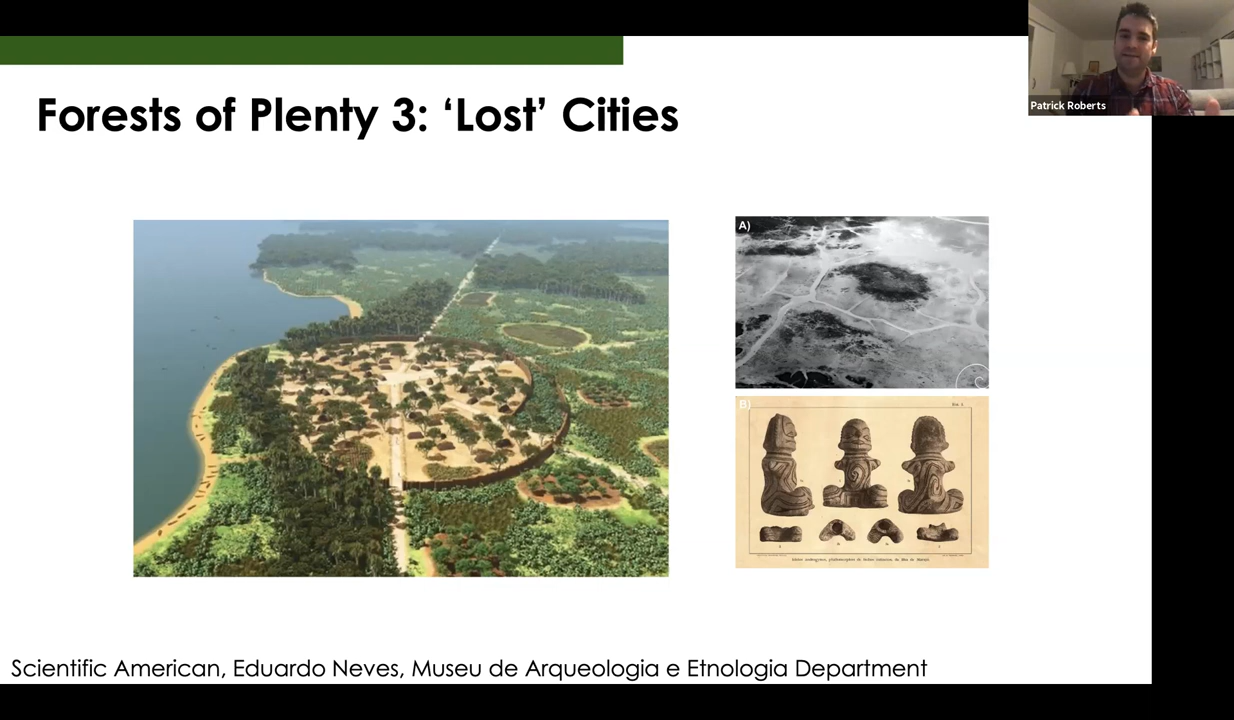 Patrick Roberts
Forests of Plenty 3: ‘Lost’ Cities
A)
B)
Scientific American, Eduardo Neves, Museu de Arqueologia e Etnologia Department